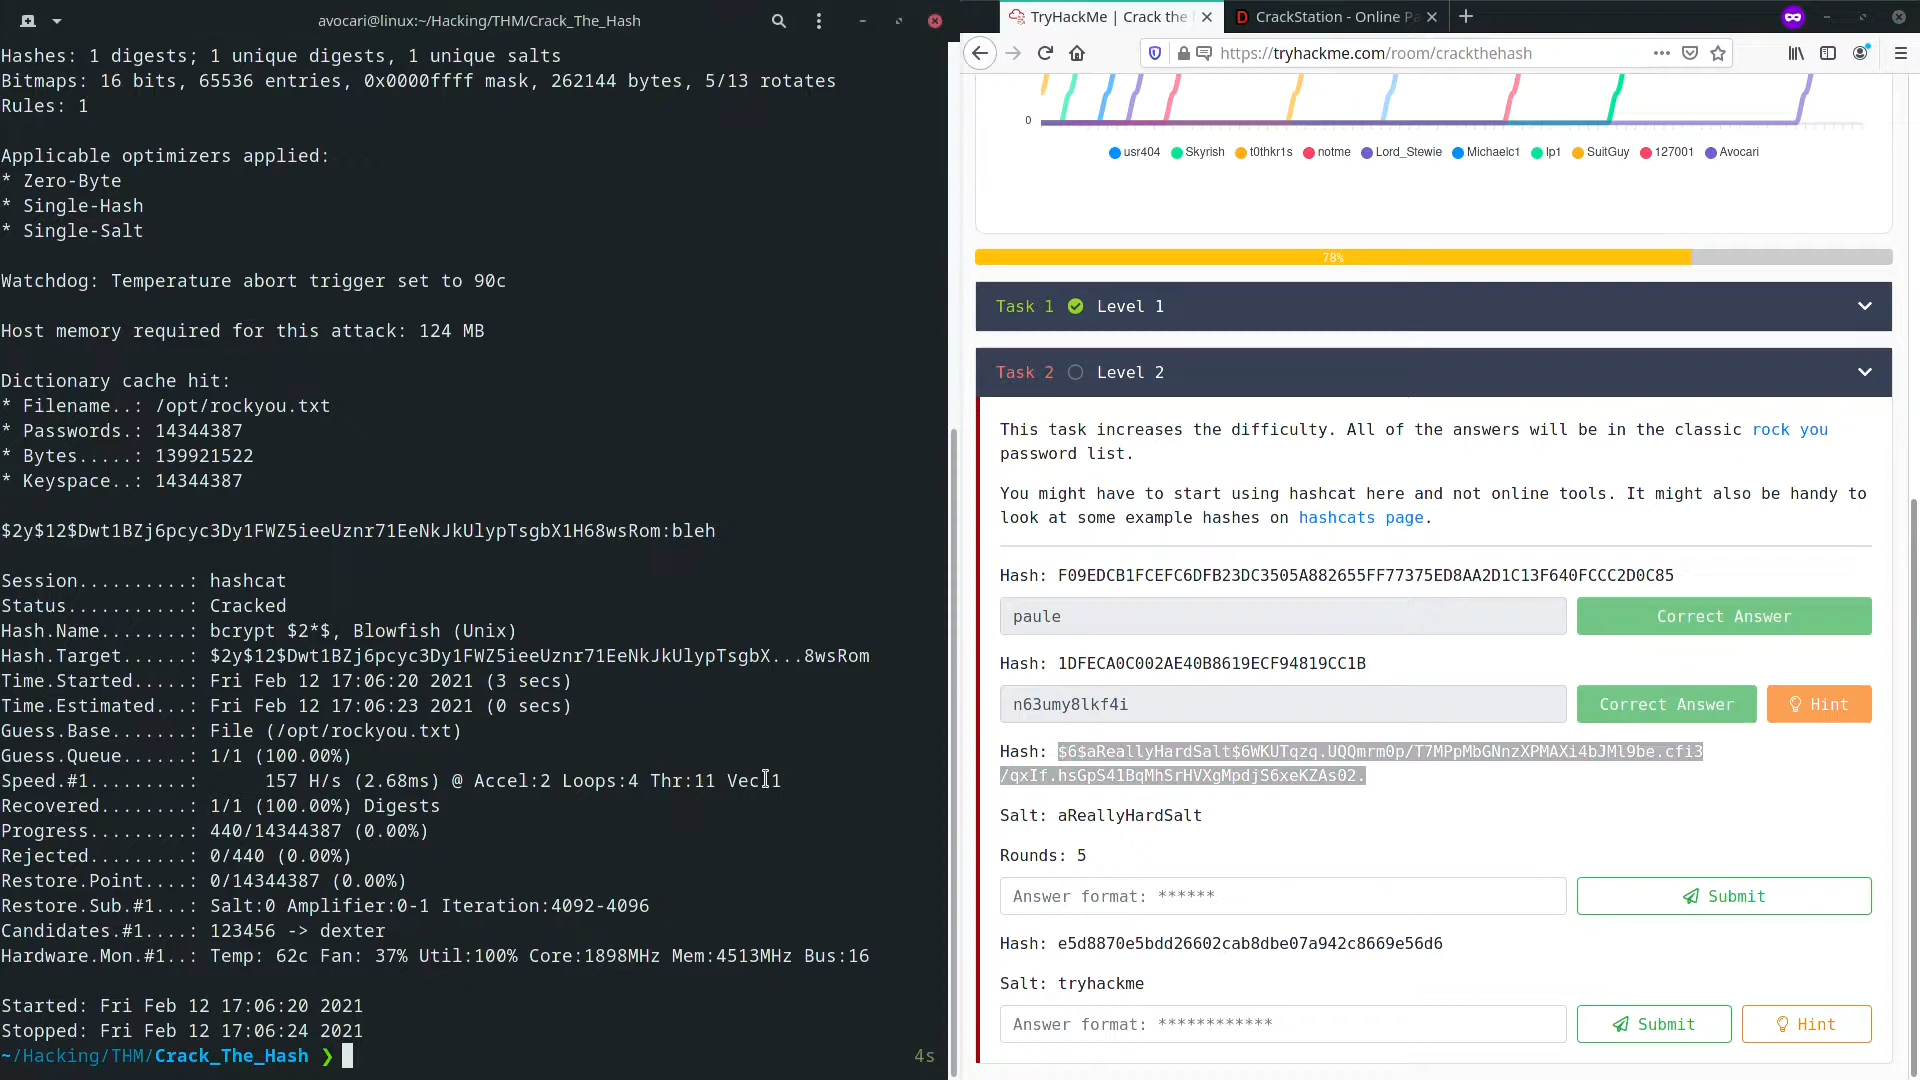 avocari@linux:~/Hacking/THM/Crack_The_Hash
Hashes: 1 digests; 1 unique digests, 1 unique salts
Bitmaps: 16 bits, 65536 entries, 0x0000ffff mask, 262144 bytes, 5/13 rotates
Rules: 1
Applicable optimizers applied:
* Zero-Byte
* Single-Hash
* Single-Salt
Watchdog: Temperature abort trigger set to 90c
Host memory required for this attack: 124 MB
Dictionary cache hit:
* Filename..: /opt/rockyou.txt
* Passwords.: 14344387
* Bytes.....: 139921522
* Keyspace..: 14344387
$2y$12$Dwt1BZj6pcyc3Dy1FWZ5ieeUznr71EeNkJkUlypTsgbX1H68wsRom:bleh
Session..........: hashcat
Status...........: Cracked
Hash.Name........: bcrypt $2*$, Blowfish (Unix)
Hash.Target......: $2y$12$Dwt1BZj6pcyc3Dy1FWZ5ieeUznr71EeNkJkUlypTsgbX...8wsRom
Time.Started.....: Fri Feb 12 17:06:20 2021 (3 secs)
Time.Estimated...: Fri Feb 12 17:06:23 2021 (0 secs)
Guess.Base.......: File (/opt/rockyou.txt)
Guess.Queue......: 1/1 (100.00%)
Speed.#1.........: 157 H/s (2.68ms) @ Accel:2 Loops:4 Thr:11 Vec:1
Recovered........: 1/1 (100.00%) Digests
Progress.........: 440/14344387 (0.00%)
Rejected.........: 0/440 (0.00%)
Restore.Point....: 0/14344387 (0.00%)
Restore.Sub.#1...: Salt:0 Amplifier:0-1 Iteration:4092-4096
Candidates.#1....: 123456 -> dexter
Hardware.Mon.#1..: Temp: 62c Fan: 37% Util:100% Core:1898MHz Mem:4513MHz Bus:16
Started: Fri Feb 12 17:06:20 2021
Stopped: Fri Feb 12 17:06:24 2021
~/Hacking/THM/Crack_The_Hash ❯ 4s
TryHackMe | Crack the
CrackStation - Online Pa
https://tryhackme.com/room/crackthehash
0
usr404 Skyrish t0thkr1s notme Lord_Stewie Michaelc1 lp1 SuitGuy 127001 Avocari
78%
Task 1 Level 1
Task 2 Level 2
This task increases the difficulty. All of the answers will be in the classic rock you
password list.
You might have to start using hashcat here and not online tools. It might also be handy to
look at some example hashes on hashcats page.
Hash: F09EDCB1FCEFC6DFB23DC3505A882655FF77375ED8AA2D1C13F640FCCC2D0C85
paule Correct Answer
Hash: 1DFECA0C002AE40B8619ECF94819CC1B
n63umy8lkf4i Correct Answer Hint
Hash: $6$aReallyHardSalt$6WKUTqzq.UQQmrm0p/T7MPpMbGNnzXPMAXi4bJMl9be.cfi3
/qxIf.hsGpS41BqMhSrHVXgMpdjS6xeKZAs02.
Salt: aReallyHardSalt
Rounds: 5
Answer format: ****** Submit
Hash: e5d8870e5bdd26602cab8dbe07a942c8669e56d6
Salt: tryhackme
Answer format: ************ Submit Hint